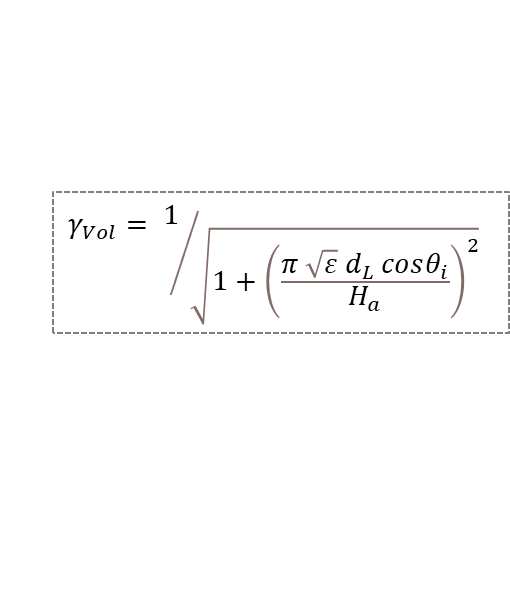 γ_Vol = 1/√(1 + ((π √ε d_L cosθ_i)/H_a)^2)